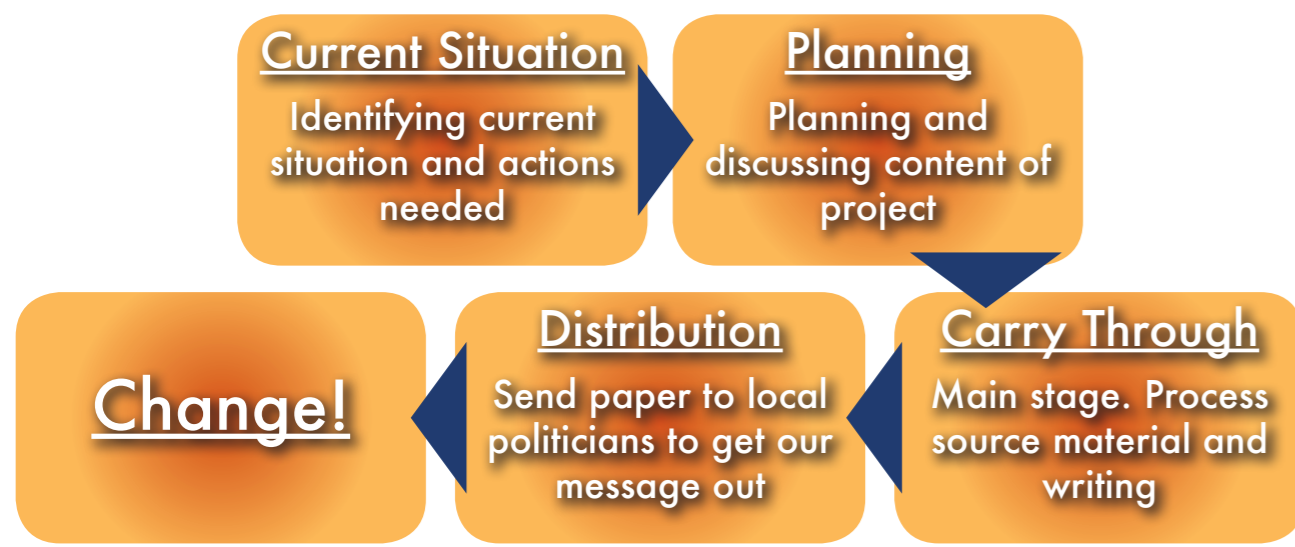 Current Situation
Identifying current
situation and actions
needed
Planning
Planning and
discussing content of
project
Carry Through
Main stage. Process
source material and
writing
Distribution
Send paper to local
politicians to get our
message out
Change!